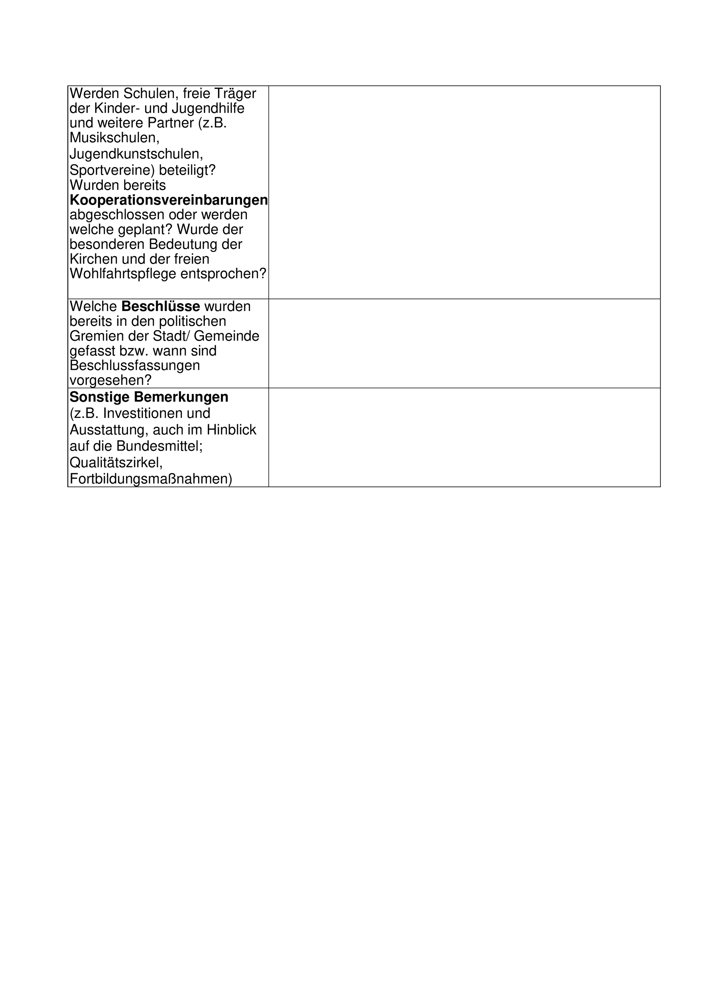 Werden Schulen, freie Träger
der Kinder- und Jugendhilfe
und weitere Partner (z.B.
Musikschulen,
Jugendkunstschulen,
Sportvereine) beteiligt?
Wurden bereits
Kooperationsvereinbarungen
abgeschlossen oder werden
welche geplant? Wurde der
besonderen Bedeutung der
Kirchen und der freien
Wohlfahrtspflege entsprochen?
Welche Beschlüsse wurden
bereits in den politischen
Gremien der Stadt/ Gemeinde
gefasst bzw. wann sind
Beschlussfassungen
vorgesehen?
Sonstige Bemerkungen
(z.B. Investitionen und
Ausstattung, auch im Hinblick
auf die Bundesmittel;
Qualitätszirkel,
Fortbildungsmaßnahmen)